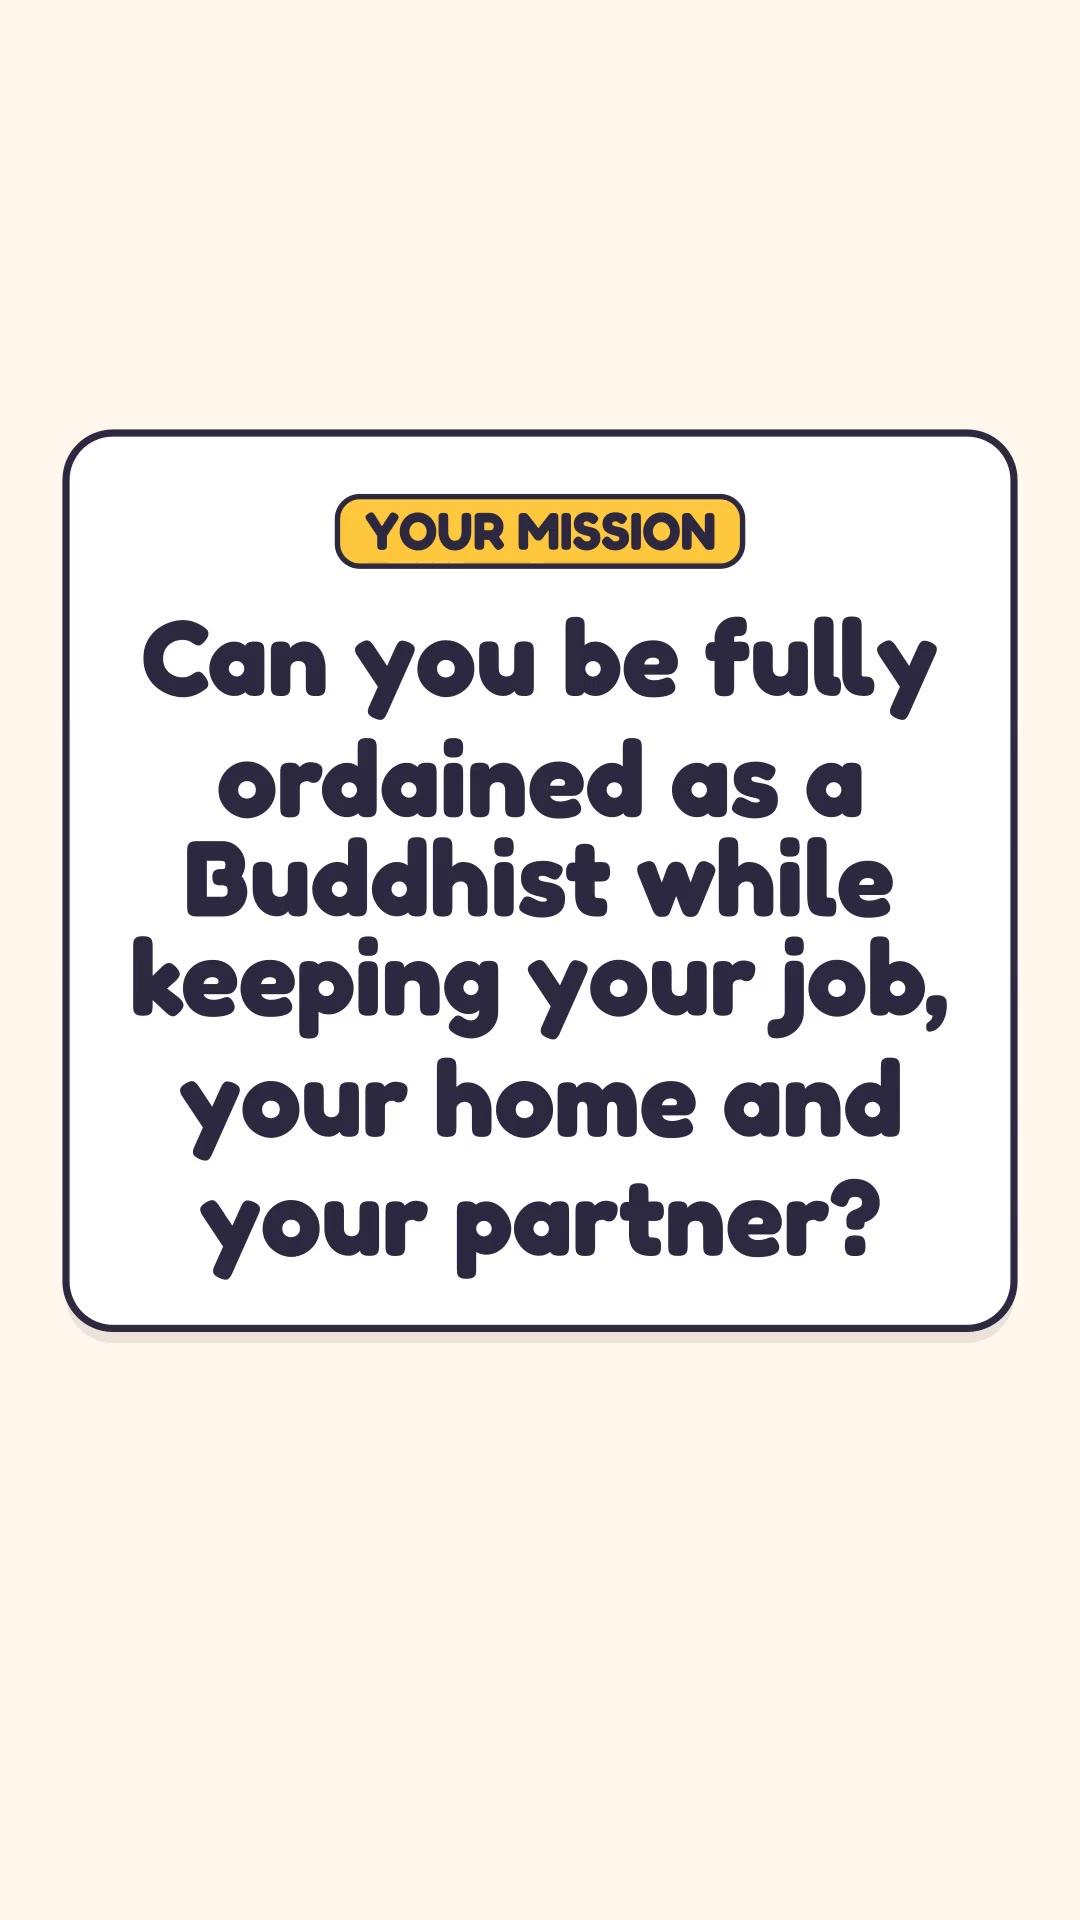 YOUR MISSION
Can you be fully
ordained as a
Buddhist while
keeping your job,
your home and
your partner?